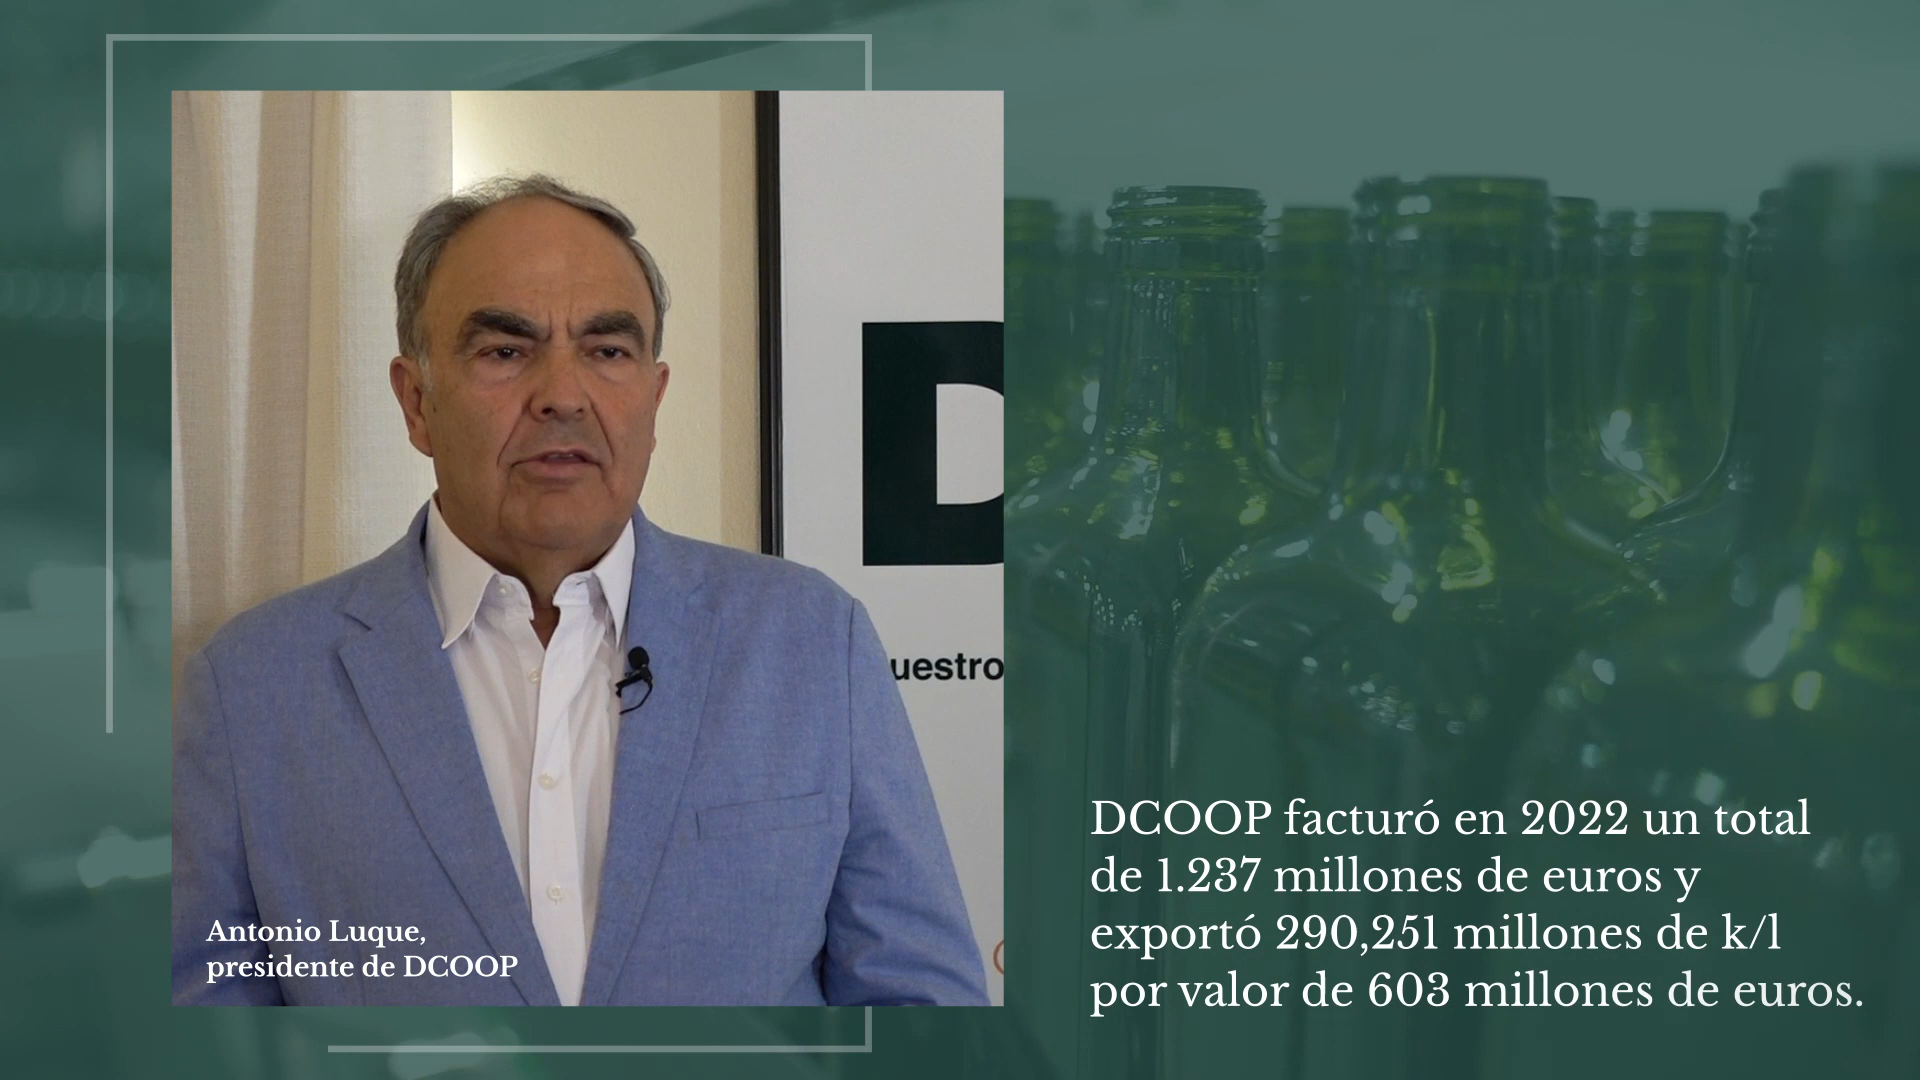 D
uestro
Antonio Luque,
presidente de DCOOP
DCOOP facturó en 2022 un total
de 1.237 millones de euros y
exportó 290,251 millones de k/l
por valor de 603 millones de euros.